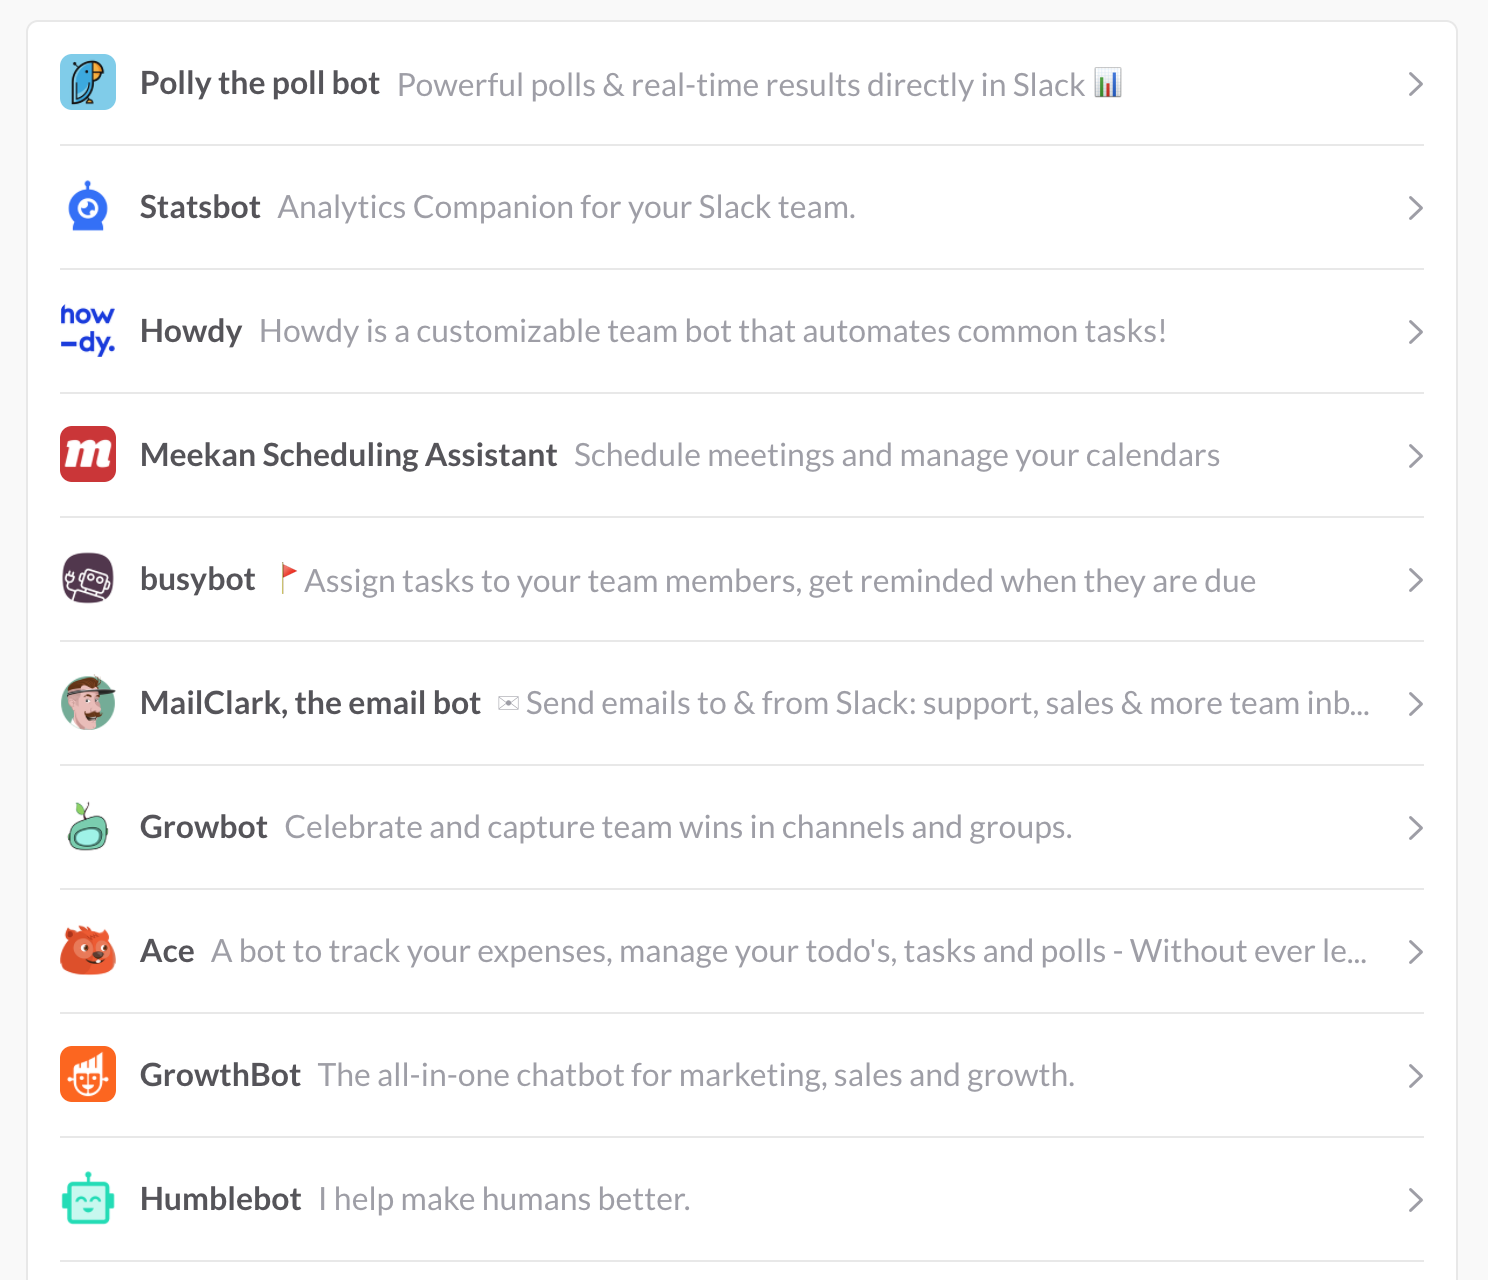 Polly the poll bot Powerful polls & real-time results directly in Slack 📊
Statsbot Analytics Companion for your Slack team.
how
-dy.
Howdy Howdy is a customizable team bot that automates common tasks!
m
Meekan Scheduling Assistant Schedule meetings and manage your calendars
busybot 🚩Assign tasks to your team members, get reminded when they are due
MailClark, the email bot ✉️Send emails to & from Slack: support, sales & more team inb...
Growbot Celebrate and capture team wins in channels and groups.
Ace A bot to track your expenses, manage your todo's, tasks and polls - Without ever le...
GrowthBot The all-in-one chatbot for marketing, sales and growth.
Humblebot I help make humans better.